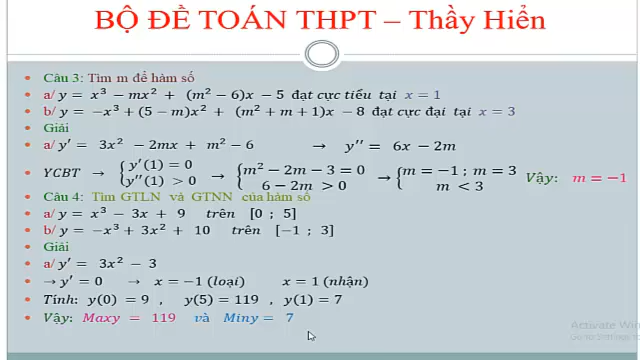 BỘ ĐỀ TOÁN THPT – Thầy Hiển
Câu 3: Tìm m để hàm số
a/ y = x³ − mx² + (m² − 6)x − 5 đạt cực tiểu tại x = 1
b/ y = −x³ + (5 − m)x² + (m² + m + 1)x − 8 đạt cực đại tại x = 3
Giải
a/ y′ = 3x² − 2mx + m² − 6 → y′′ = 6x − 2m
YCBT → { y′(1) = 0 ; y′′(1) > 0 → { m² − 2m − 3 = 0 ; 6 − 2m > 0 → { m = −1 ; m = 3 ; m < 3 Vậy: m = −1
Câu 4: Tìm GTLN và GTNN của hàm số
a/ y = x³ − 3x + 9 trên [0 ; 5]
b/ y = −x³ + 3x² + 10 trên [−1 ; 3]
Giải
a/ y′ = 3x² − 3
→ y′ = 0 → x = −1 (loại) x = 1 (nhận)
Tính: y(0) = 9 , y(5) = 119 , y(1) = 7
Vậy: Maxy = 119 và Miny = 7
Activate Win